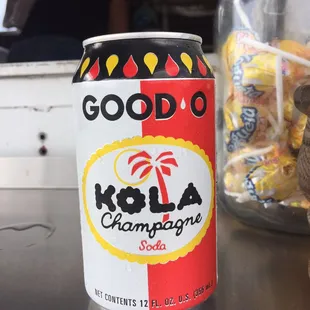 GOOD·O
KOLA
Champagne
Soda
NET CONTENTS 12 FL. OZ. U.S. (355 ML)